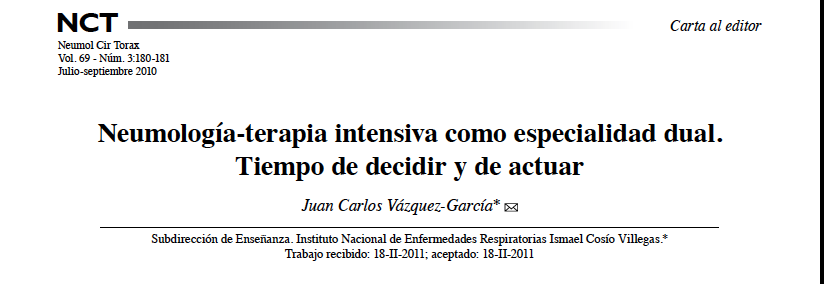 NCT
Carta al editor
Neumol Cir Torax
Vol. 69 - Núm. 3:180-181
Julio-septiembre 2010
Neumología-terapia intensiva como especialidad dual.
Tiempo de decidir y de actuar
Juan Carlos Vázquez-García*
Subdirección de Enseñanza. Instituto Nacional de Enfermedades Respiratorias Ismael Cosío Villegas.*
Trabajo recibido: 18-II-2011; aceptado: 18-II-2011